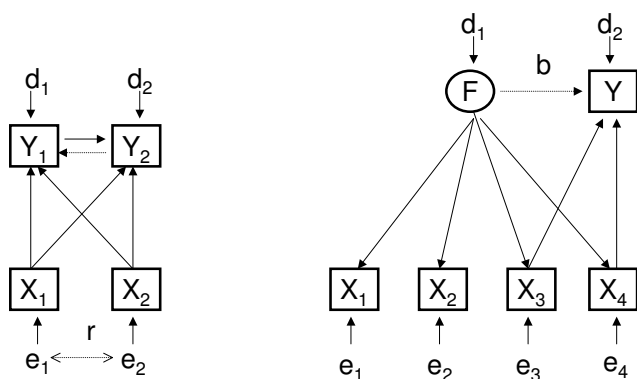 d₁ d₂
Y₁ Y₂
X₁ X₂
r
e₁ e₂
d₁ d₂
b
F Y
X₁ X₂ X₃ X₄
e₁ e₂ e₃ e₄